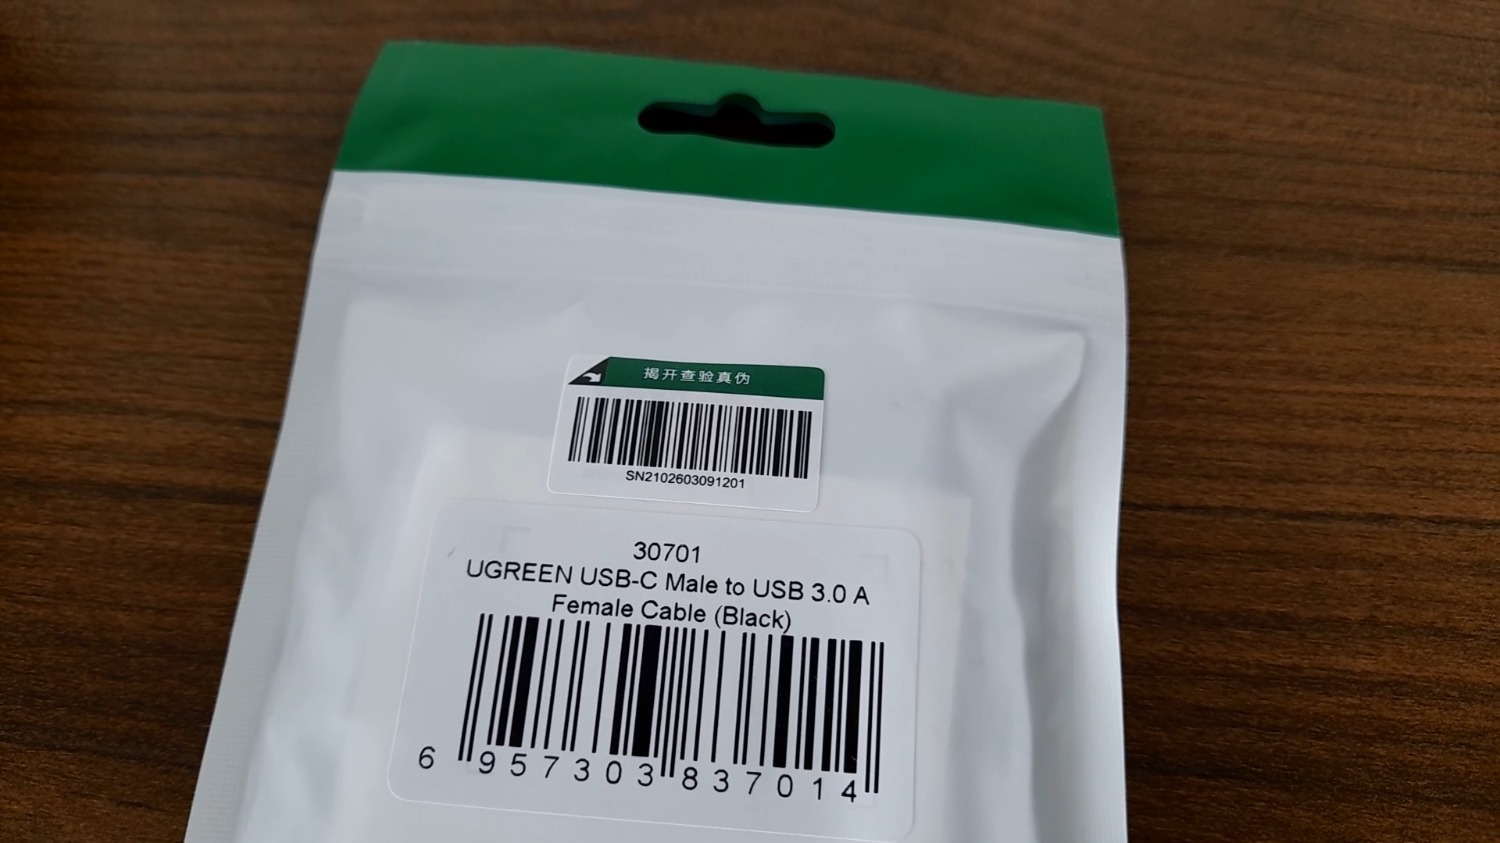 揭开查验真伪
SN2102603091201
30701
UGREEN USB-C Male to USB 3.0 A
Female Cable (Black)
6 957303 837014